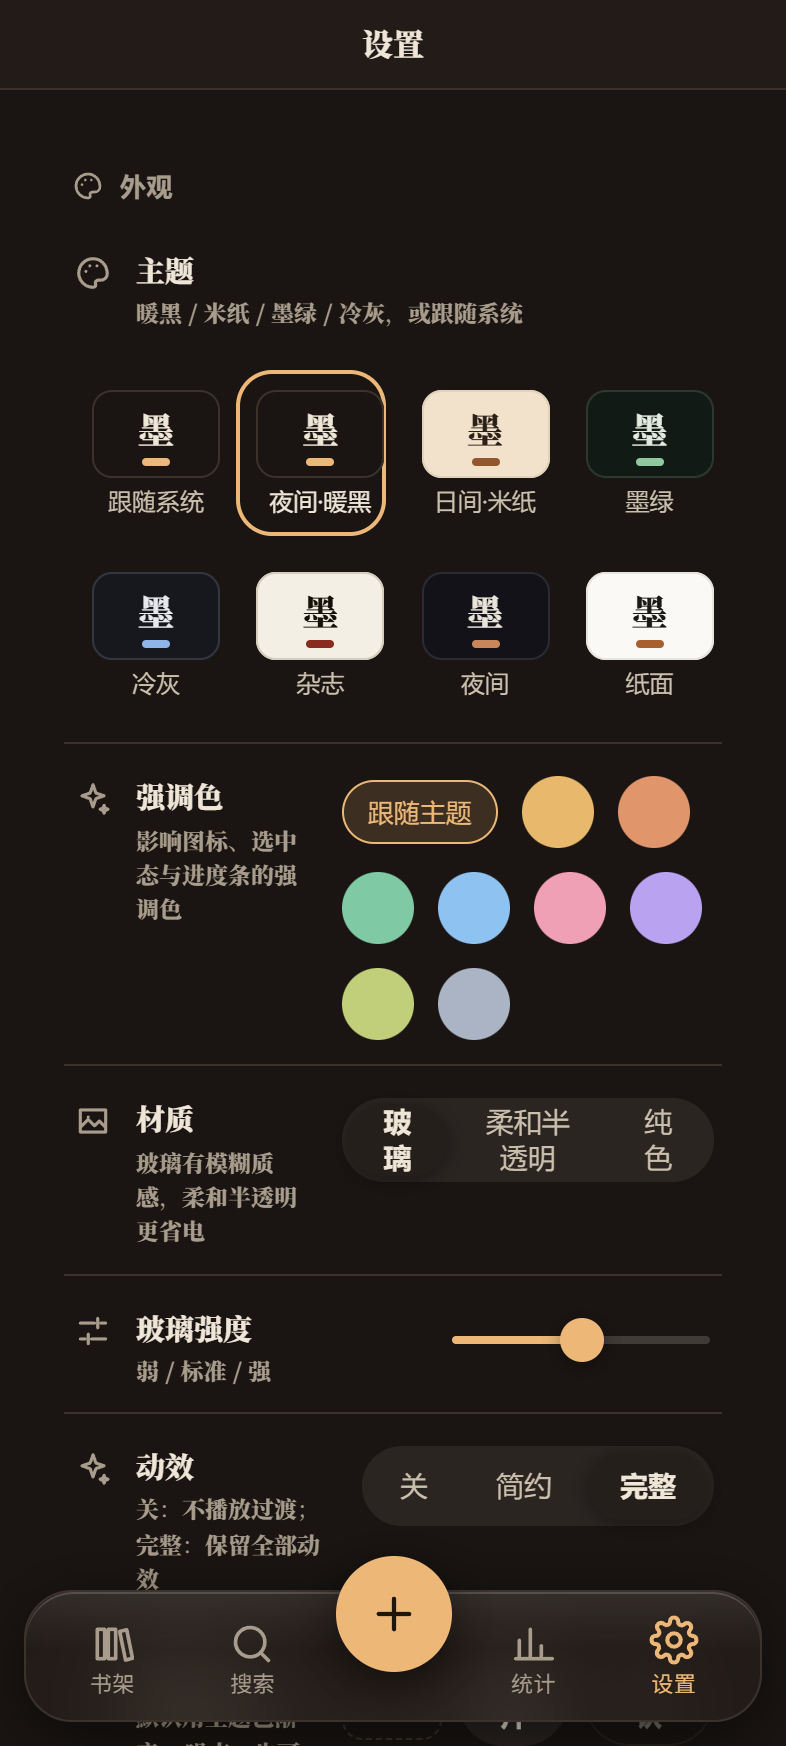 设置
外观
主题
暖黑 / 米纸 / 墨绿 / 冷灰，或跟随系统
墨 墨 墨 墨
跟随系统 夜间·暖黑 日间·米纸 墨绿
墨 墨 墨 墨
冷灰 杂志 夜间 纸面
强调色
影响图标、选中
态与进度条的强
调色
跟随主题
材质
玻璃有模糊质
感，柔和半透明
更省电
玻
璃
柔和半
透明
纯
色
玻璃强度
弱 / 标准 / 强
动效
关：不播放过渡；
完整：保留全部动
效
关 简约 完整
书架 搜索 统计 设置